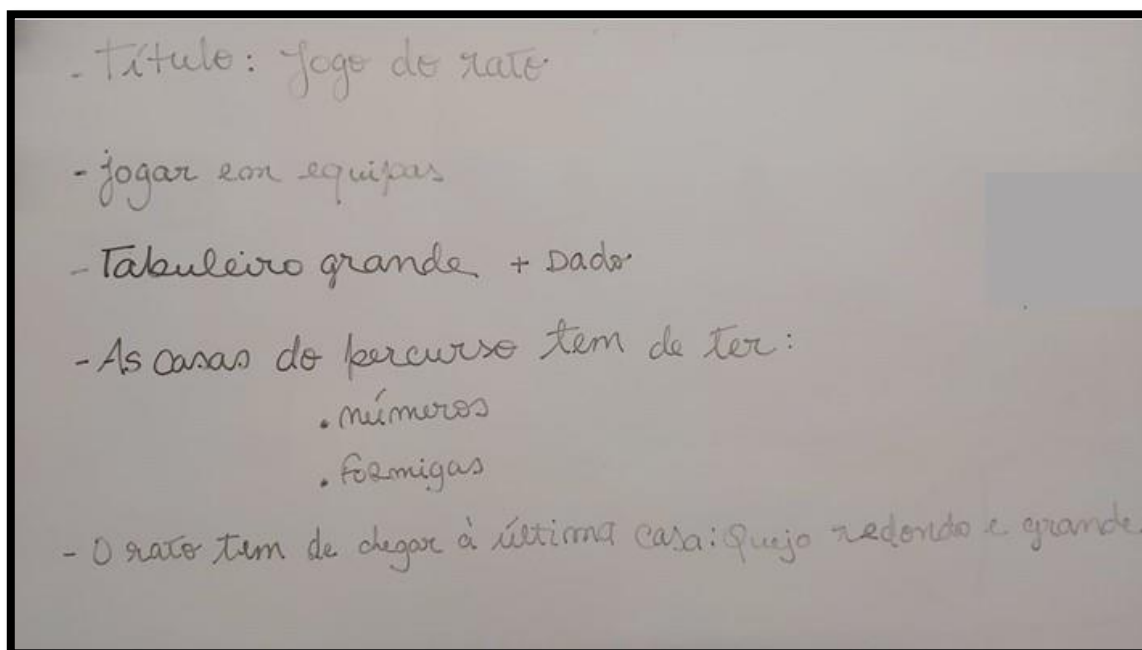 - Título: Jogo do rato
- jogar em equipas
- Tabuleiro grande + Dado
- As casas do percurso tem de ter:
. números
. formigas
- O rato tem de chegar à última casa: Queijo redondo e grande